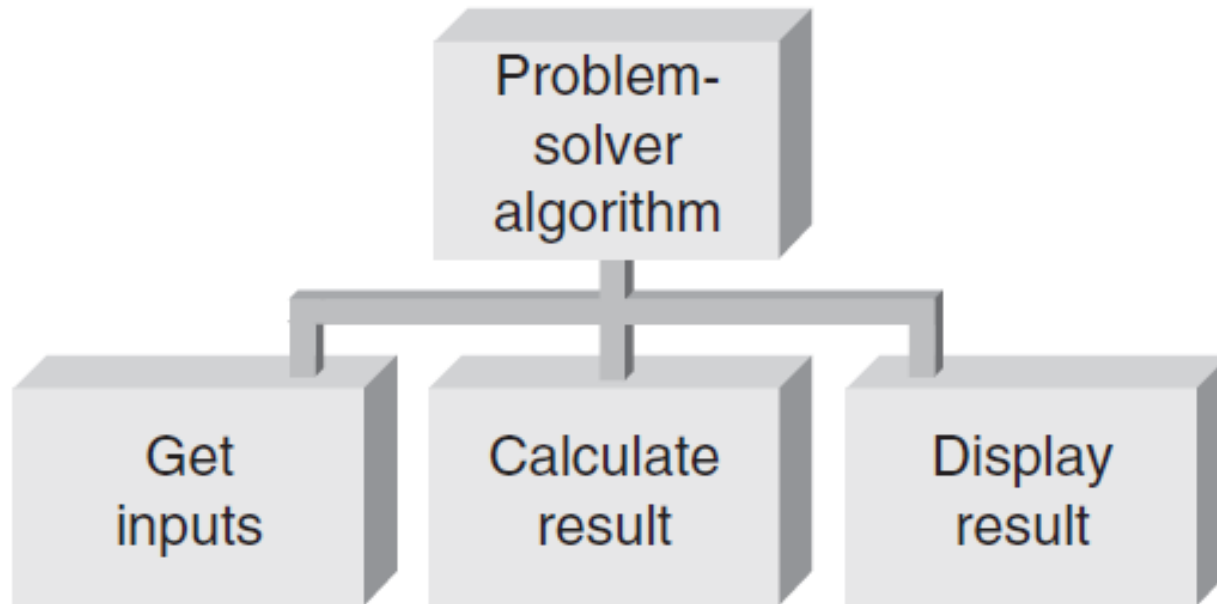 Problem-
solver
algorithm
Get
inputs
Calculate
result
Display
result